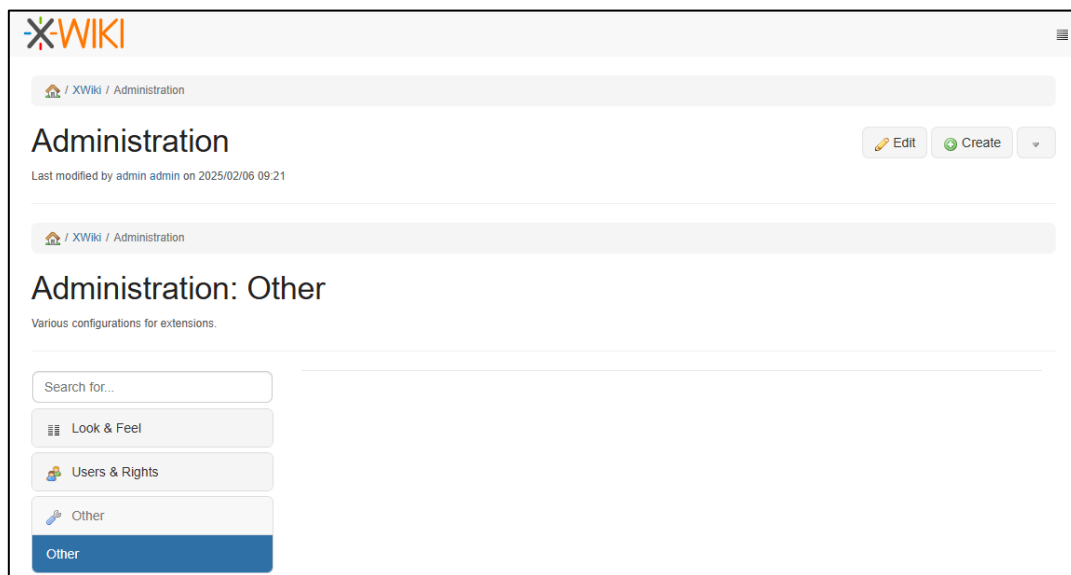 X-WIKI
/ XWiki / Administration
Administration
Edit
Create
Last modified by admin admin on 2025/02/06 09:21
/ XWiki / Administration
Administration: Other
Various configurations for extensions.
Search for...
Look & Feel
Users & Rights
Other
Other